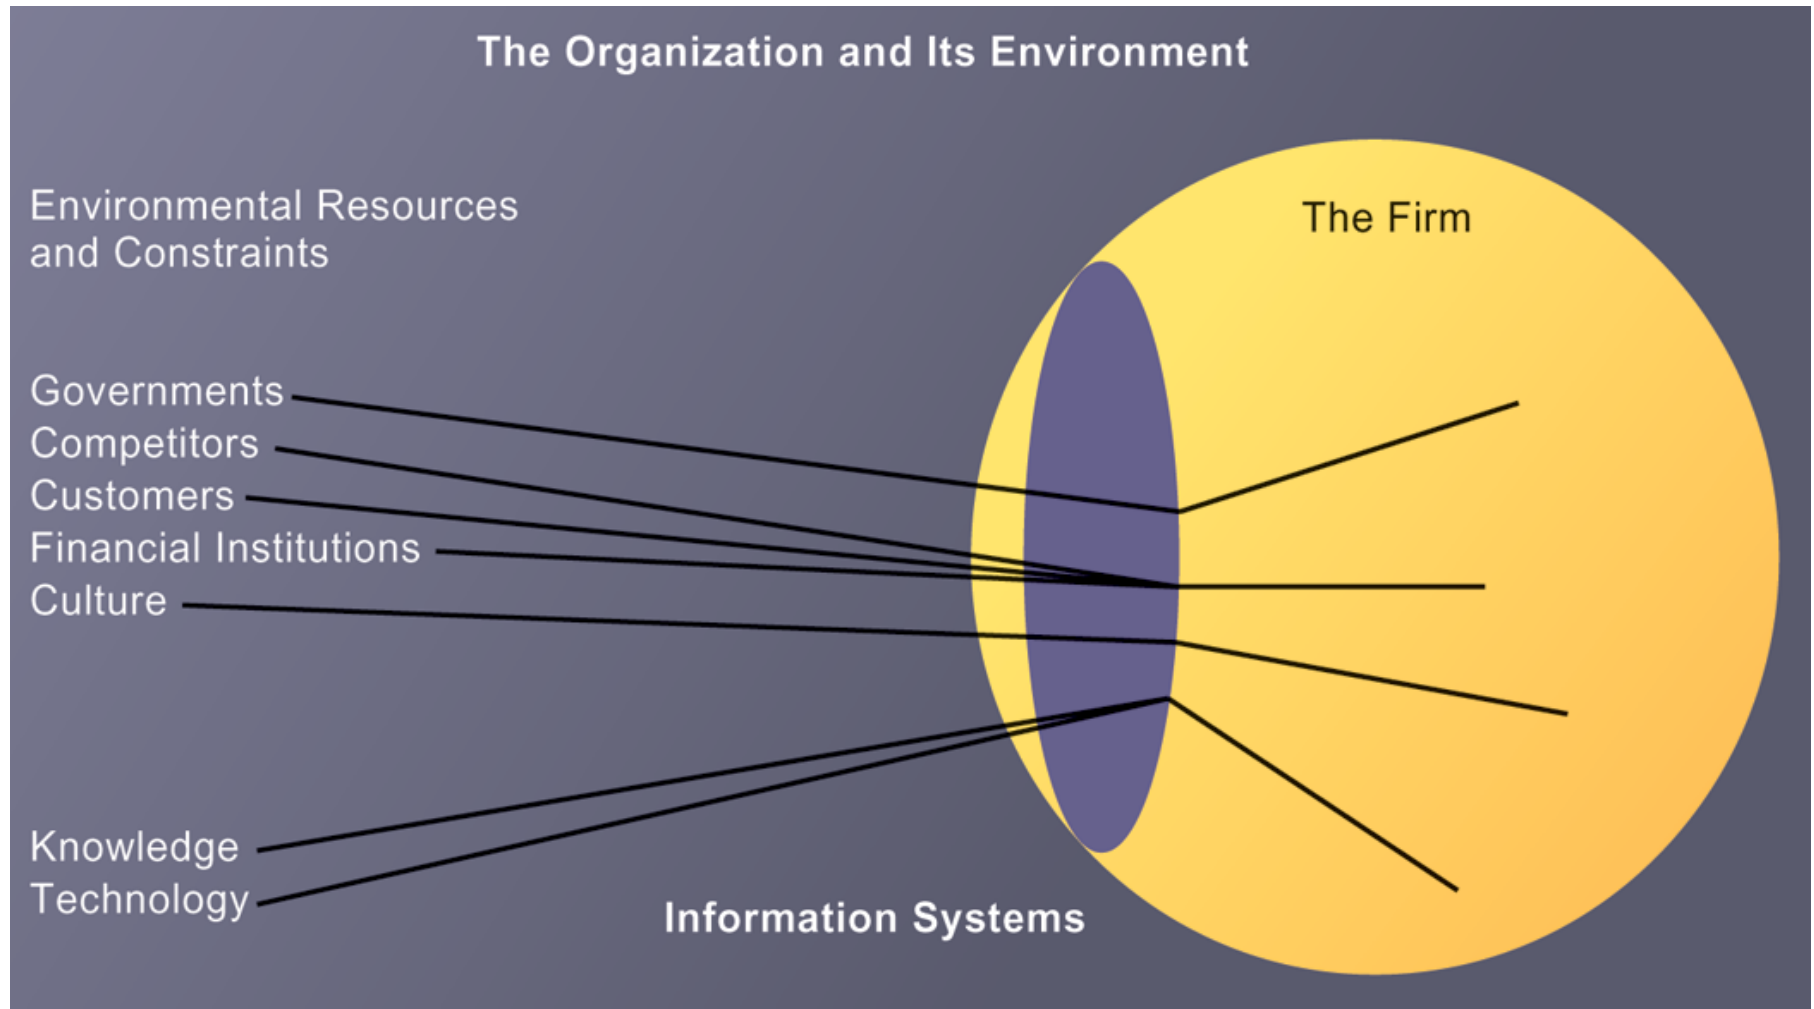 The Organization and Its Environment
Environmental Resources
and Constraints
The Firm
Governments
Competitors
Customers
Financial Institutions
Culture
Knowledge
Technology
Information Systems